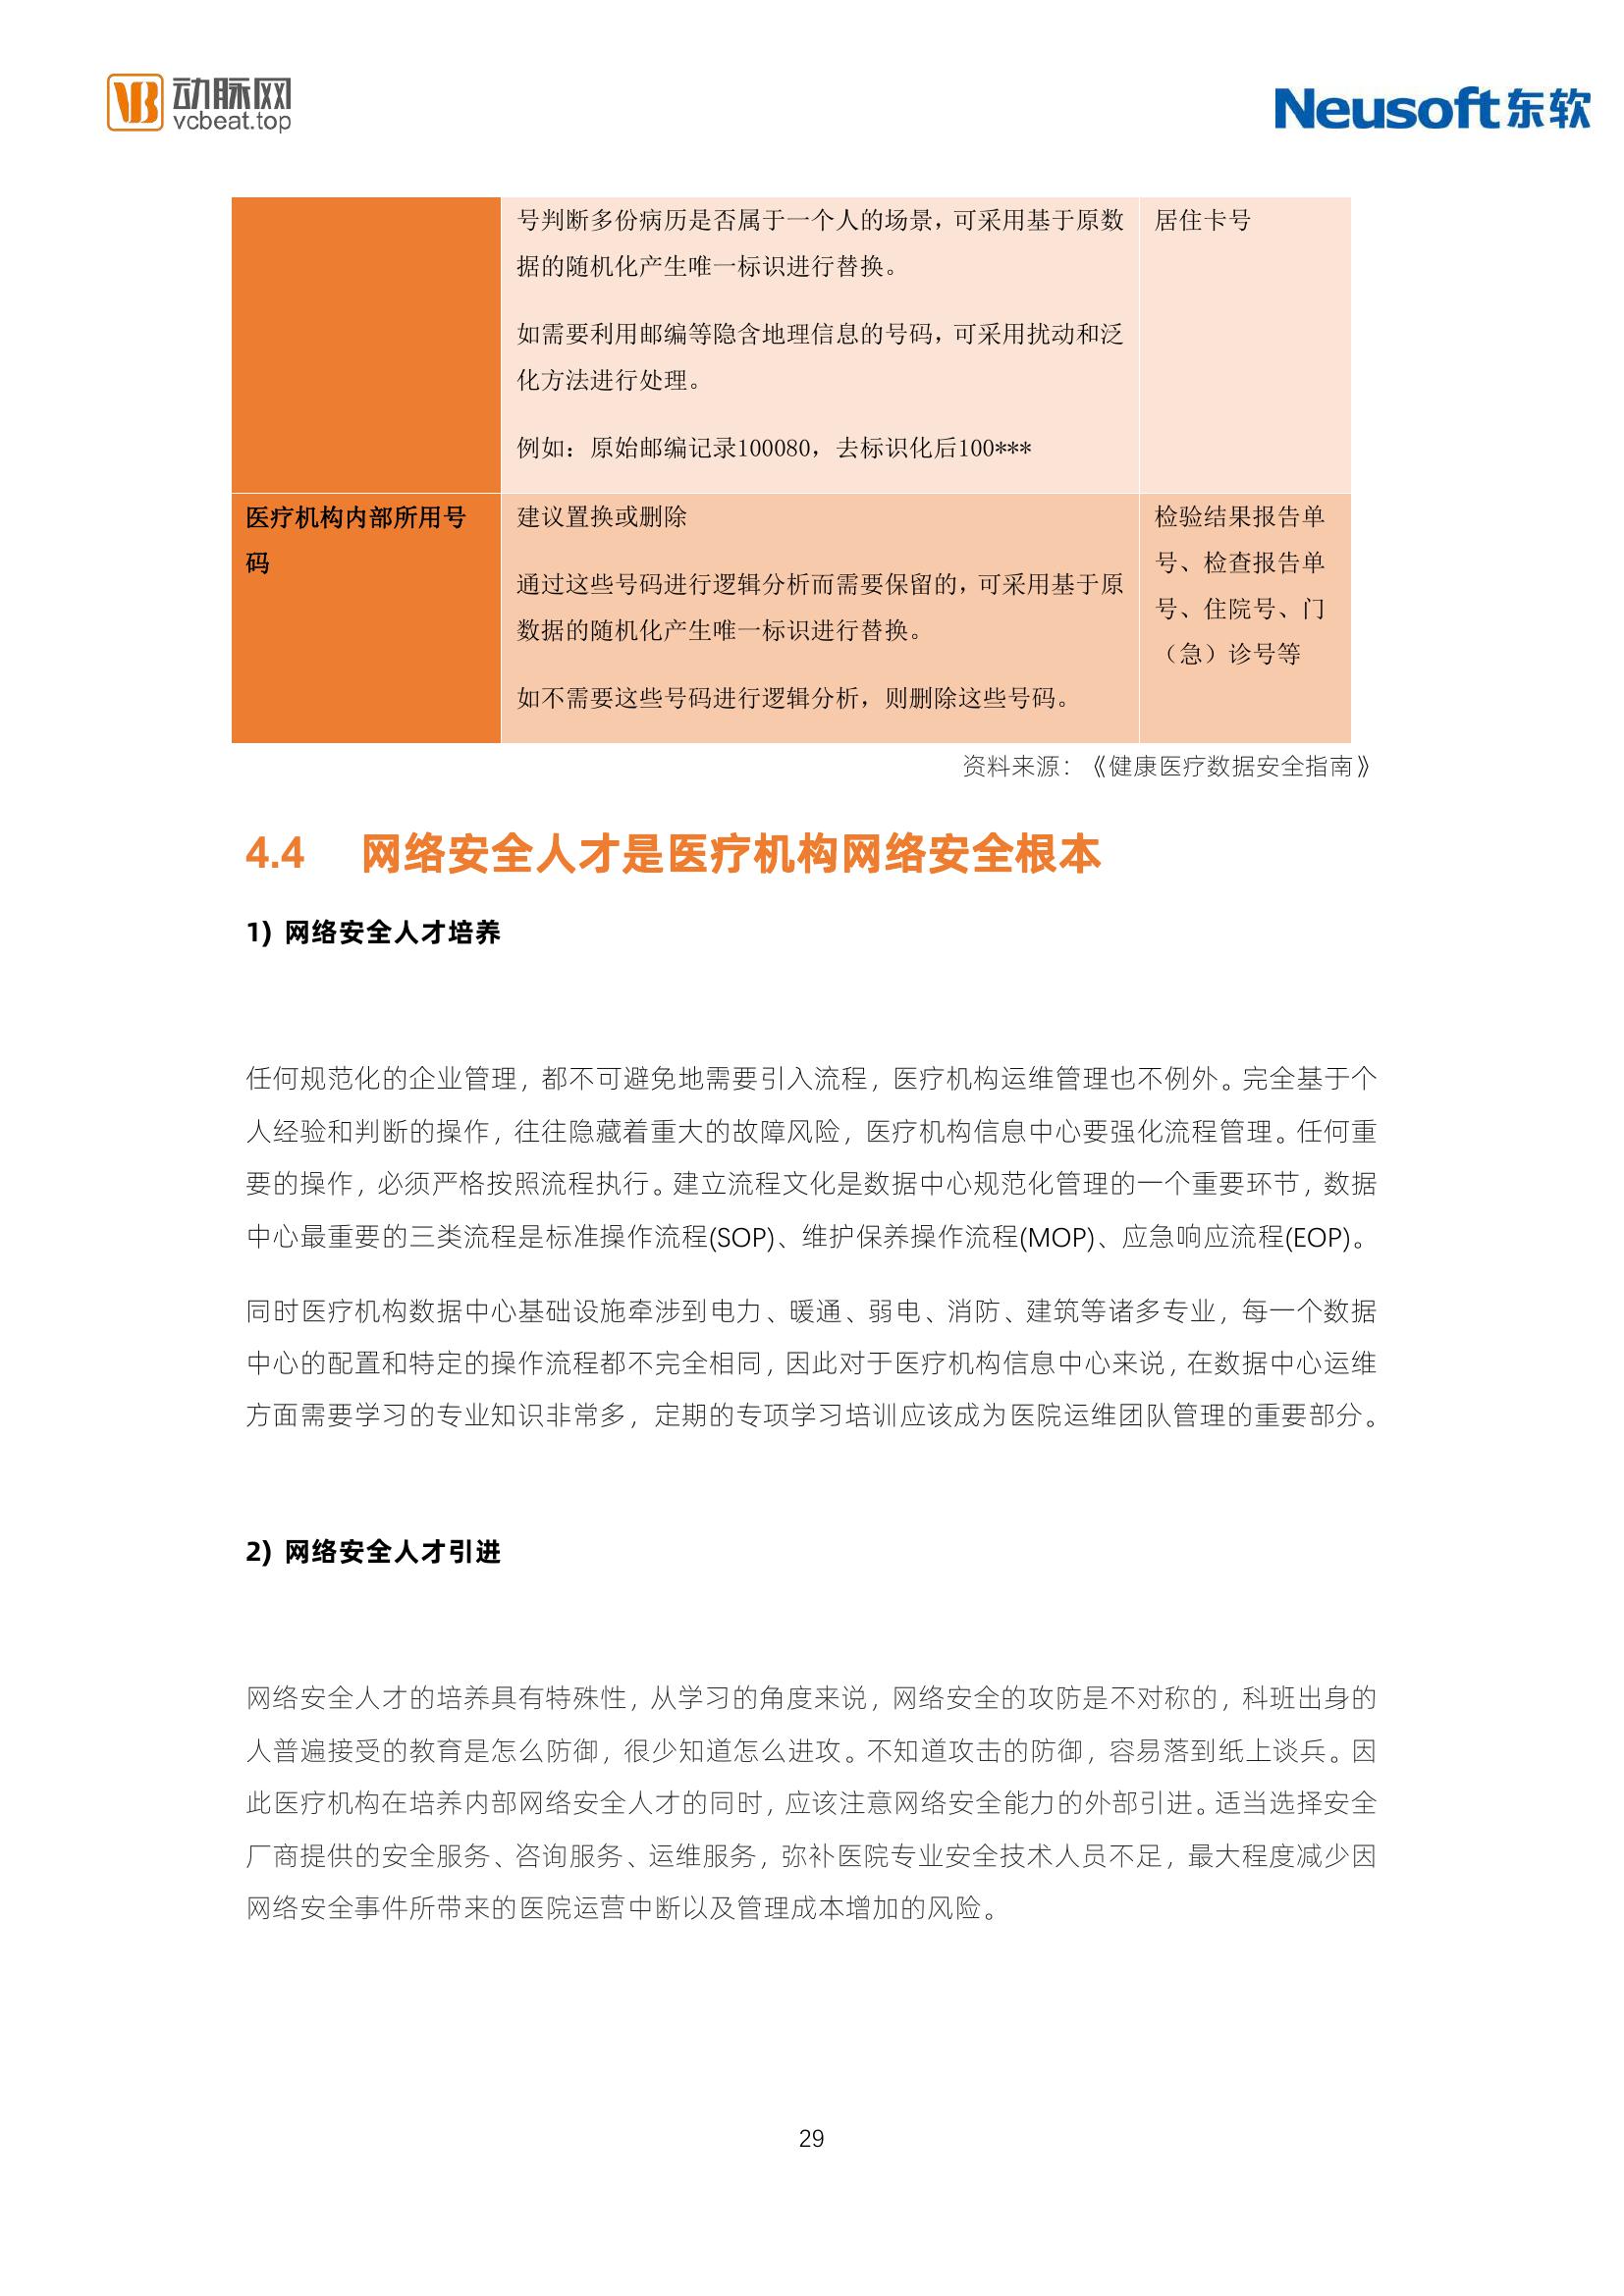 动脉网
vcbeat.top
Neusoft东软
号判断多份病历是否属于一个人的场景，可采用基于原数
据的随机化产生唯一标识进行替换。
如需要利用邮编等隐含地理信息的号码，可采用扰动和泛
化方法进行处理。
例如：原始邮编记录100080，去标识化后100***
居住卡号
医疗机构内部所用号
码
建议置换或删除
通过这些号码进行逻辑分析而需要保留的，可采用基于原
数据的随机化产生唯一标识进行替换。
如不需要这些号码进行逻辑分析，则删除这些号码。
检验结果报告单
号、检查报告单
号、住院号、门
（急）诊号等
资料来源：《健康医疗数据安全指南》
4.4 网络安全人才是医疗机构网络安全根本
1) 网络安全人才培养
任何规范化的企业管理，都不可避免地需要引入流程，医疗机构运维管理也不例外。完全基于个
人经验和判断的操作，往往隐藏着重大的故障风险，医疗机构信息中心要强化流程管理。任何重
要的操作，必须严格按照流程执行。建立流程文化是数据中心规范化管理的一个重要环节，数据
中心最重要的三类流程是标准操作流程(SOP)、维护保养操作流程(MOP)、应急响应流程(EOP)。
同时医疗机构数据中心基础设施牵涉到电力、暖通、弱电、消防、建筑等诸多专业，每一个数据
中心的配置和特定的操作流程都不完全相同，因此对于医疗机构信息中心来说，在数据中心运维
方面需要学习的专业知识非常多，定期的专项学习培训应该成为医院运维团队管理的重要部分。
2) 网络安全人才引进
网络安全人才的培养具有特殊性，从学习的角度来说，网络安全的攻防是不对称的，科班出身的
人普遍接受的教育是怎么防御，很少知道怎么进攻。不知道攻击的防御，容易落到纸上谈兵。因
此医疗机构在培养内部网络安全人才的同时，应该注意网络安全能力的外部引进。适当选择安全
厂商提供的安全服务、咨询服务、运维服务，弥补医院专业安全技术人员不足，最大程度减少因
网络安全事件所带来的医院运营中断以及管理成本增加的风险。
29